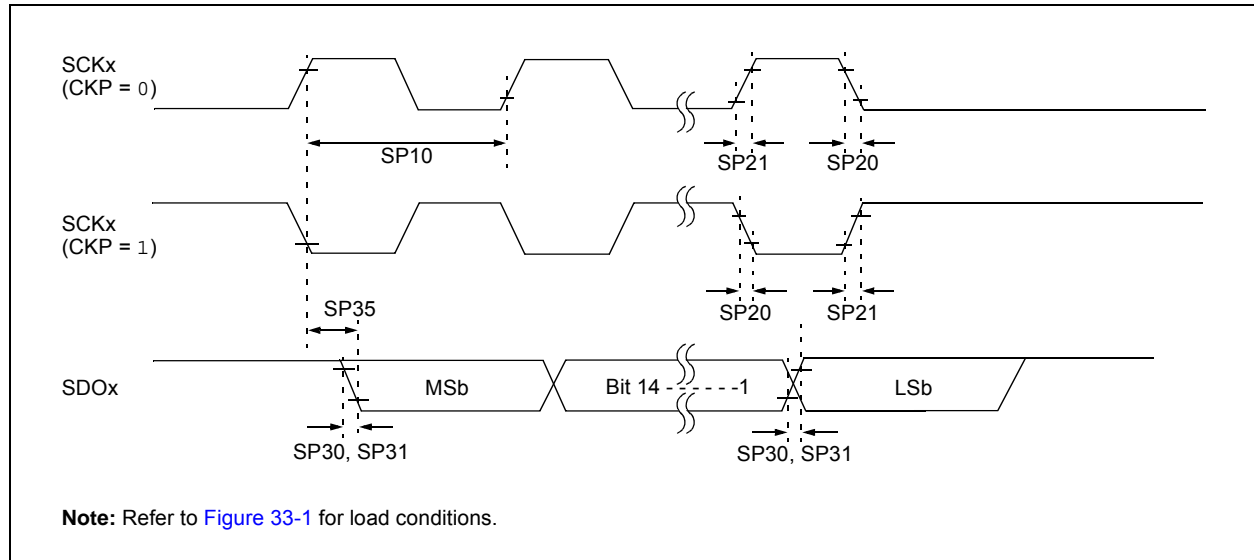 SCKx
(CKP = 0)
SP10
SP21
SP20
SCKx
(CKP = 1)
SP35
SP20
SP21
SDOx
MSb
Bit 14 - - - - - -1
LSb
SP30, SP31
SP30, SP31
Note: Refer to Figure 33-1 for load conditions.